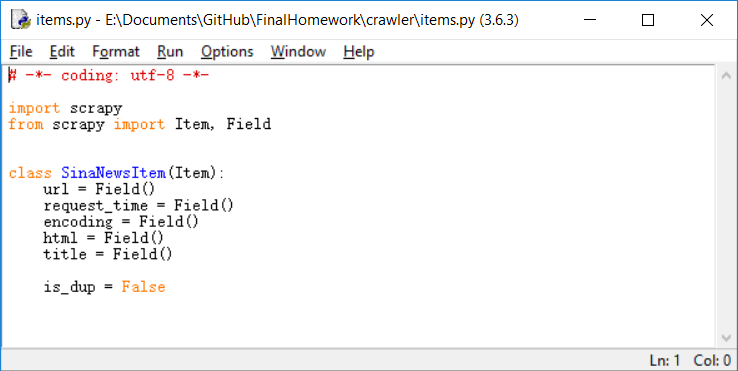 items.py - E:\Documents\GitHub\FinalHomework\crawler\items.py (3.6.3)
File Edit Format Run Options Window Help
# -*- coding: utf-8 -*-
import scrapy
from scrapy import Item, Field
class SinaNewsItem(Item):
    url = Field()
    request_time = Field()
    encoding = Field()
    html = Field()
    title = Field()
    is_dup = False
Ln: 1 Col: 0